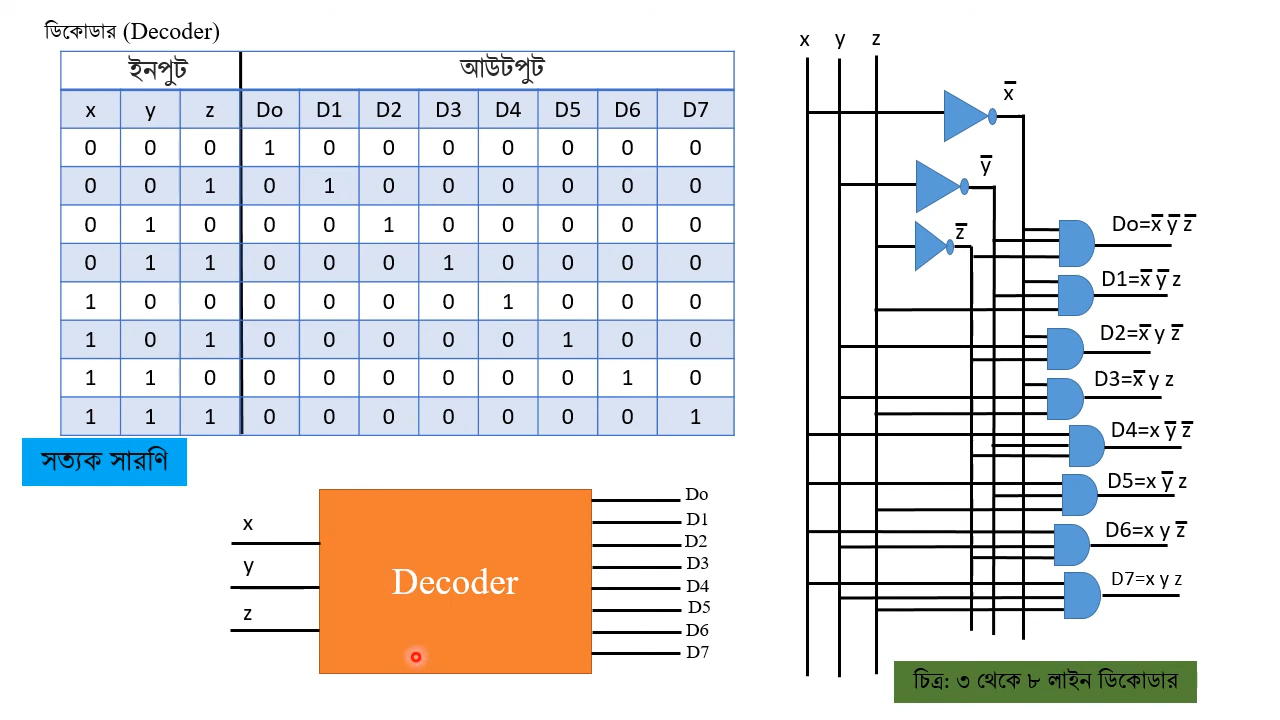 ডিকোডার (Decoder)
ইনপুট আউটপুট
x y z Do D1 D2 D3 D4 D5 D6 D7
0 0 0 1 0 0 0 0 0 0 0
0 0 1 0 1 0 0 0 0 0 0
0 1 0 0 0 1 0 0 0 0 0
0 1 1 0 0 0 1 0 0 0 0
1 0 0 0 0 0 0 1 0 0 0
1 0 1 0 0 0 0 0 1 0 0
1 1 0 0 0 0 0 0 0 1 0
1 1 1 0 0 0 0 0 0 0 1
সত্যক সারণি
x
y
z
Decoder
Do
D1
D2
D3
D4
D5
D6
D7
x y z
x̅
y̅
z̅
Do=x̅ y̅ z̅
D1=x̅ y̅ z
D2=x̅ y z̅
D3=x̅ y z
D4=x y̅ z̅
D5=x y̅ z
D6=x y z̅
D7=x y z
চিত্র: ৩ থেকে ৮ লাইন ডিকোডার